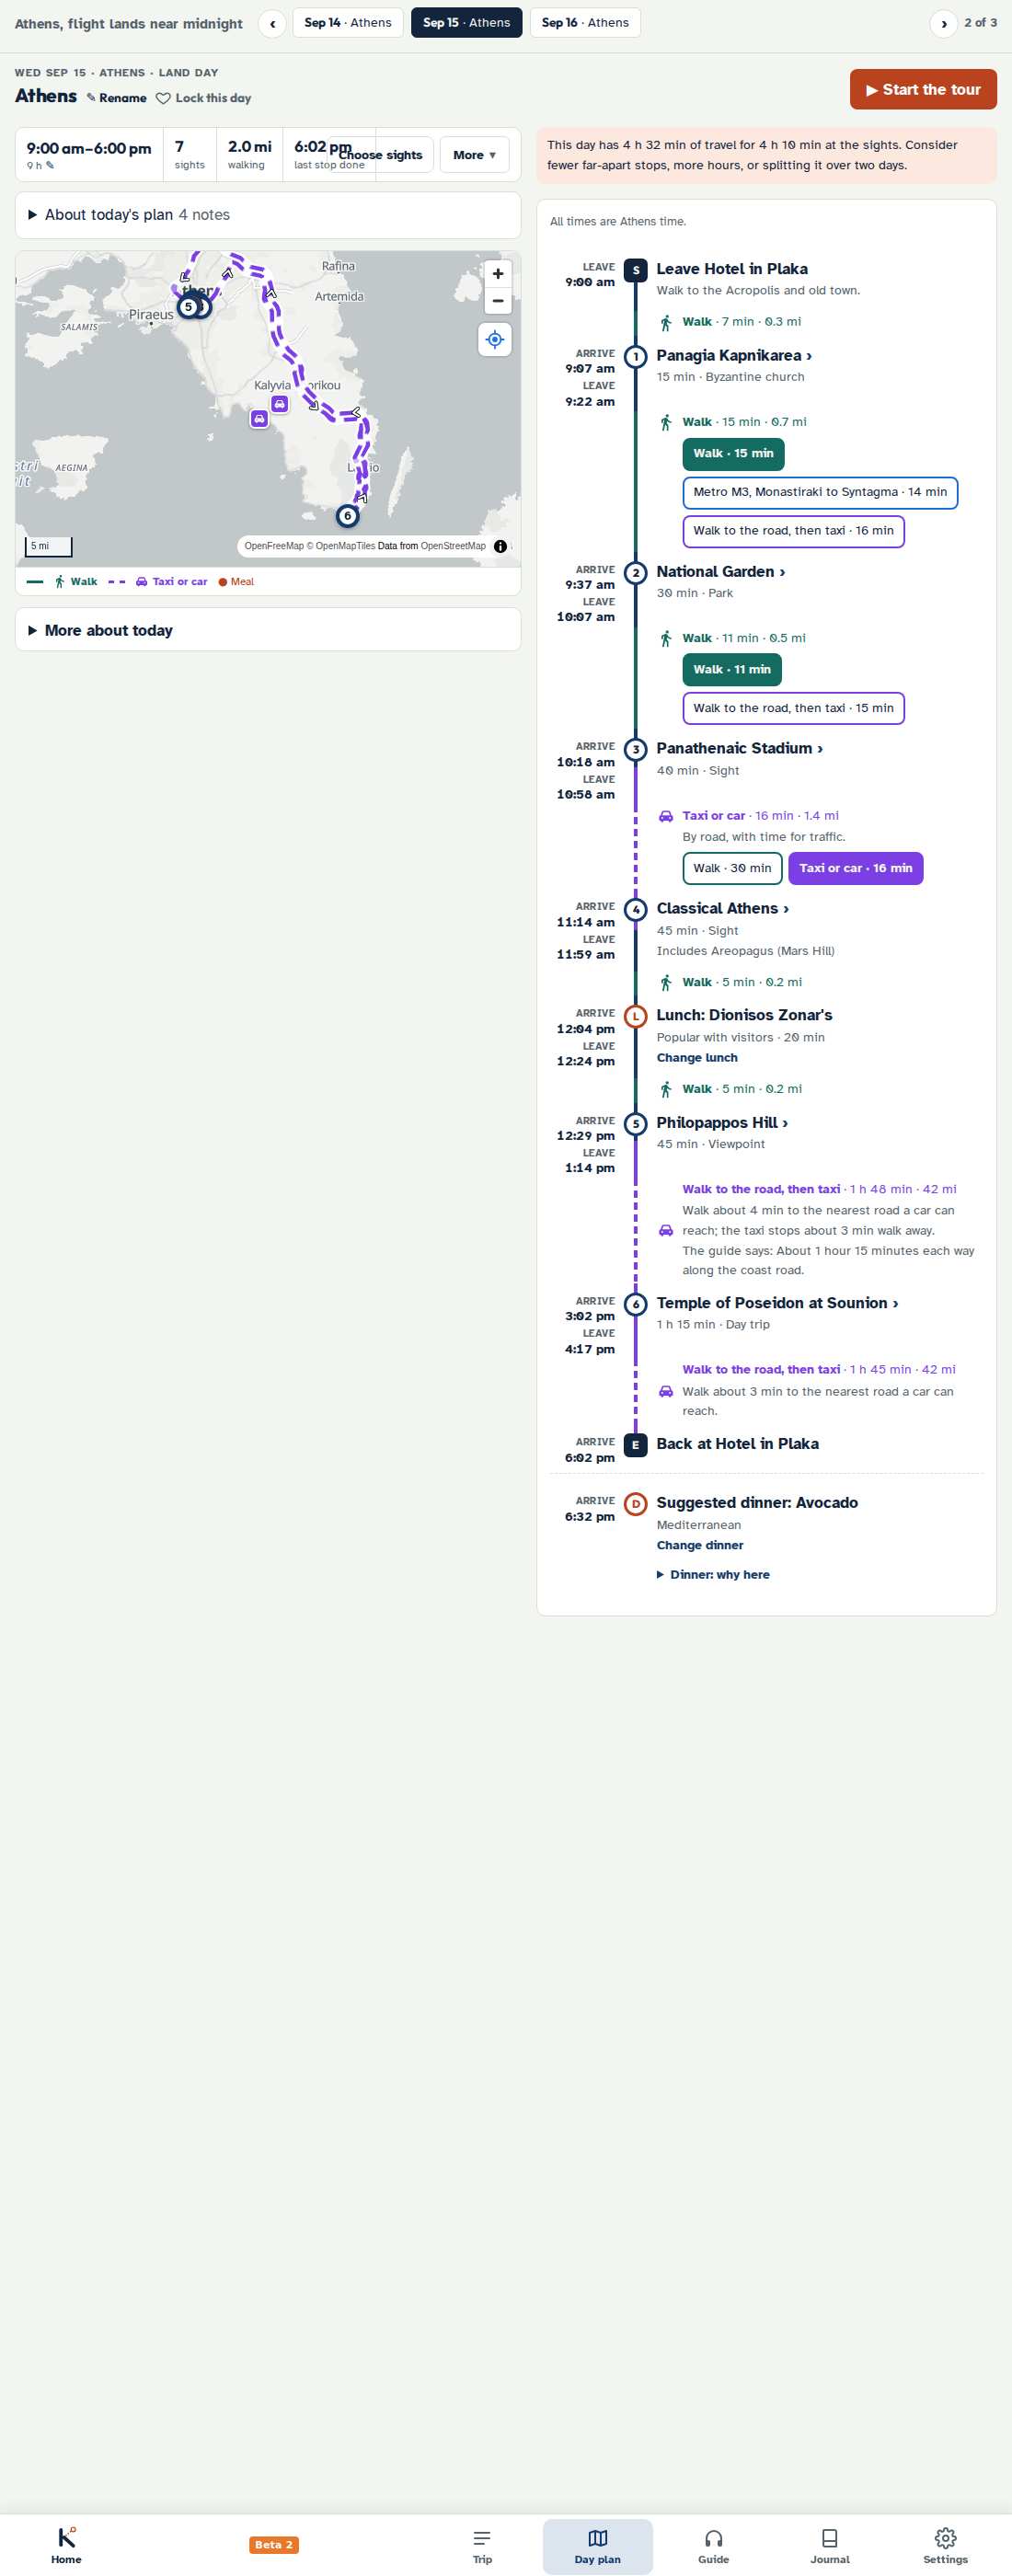 Athens, flight lands near midnight
‹
Sep 14 · Athens
Sep 15 · Athens
Sep 16 · Athens
›
2 of 3
WED SEP 15 · ATHENS · LAND DAY
Athens ✎ Rename Lock this day
▶ Start the tour
9:00 am–6:00 pm
9 h ✎
7
sights
2.0 mi
walking
6:02 pm
last stop done
Choose sights
More ▾
This day has 4 h 32 min of travel for 4 h 10 min at the sights. Consider
fewer far-apart stops, more hours, or splitting it over two days.
▶ About today's plan 4 notes
Rafina
Artemida
Piraeus
SALAMIS
Kalyvia
AEGINA
5
6
+
−
5 mi
OpenFreeMap © OpenMapTiles Data from OpenStreetMap
Walk
Taxi or car
Meal
▶ More about today
All times are Athens time.
LEAVE
9:00 am
S
Leave Hotel in Plaka
Walk to the Acropolis and old town.
Walk · 7 min · 0.3 mi
ARRIVE
9:07 am
LEAVE
9:22 am
1
Panagia Kapnikarea ›
15 min · Byzantine church
Walk · 15 min · 0.7 mi
Walk · 15 min
Metro M3, Monastiraki to Syntagma · 14 min
Walk to the road, then taxi · 16 min
ARRIVE
9:37 am
LEAVE
10:07 am
2
National Garden ›
30 min · Park
Walk · 11 min · 0.5 mi
Walk · 11 min
Walk to the road, then taxi · 15 min
ARRIVE
10:18 am
LEAVE
10:58 am
3
Panathenaic Stadium ›
40 min · Sight
Taxi or car · 16 min · 1.4 mi
By road, with time for traffic.
Walk · 30 min
Taxi or car · 16 min
ARRIVE
11:14 am
LEAVE
11:59 am
4
Classical Athens ›
45 min · Sight
Includes Areopagus (Mars Hill)
Walk · 5 min · 0.2 mi
ARRIVE
12:04 pm
LEAVE
12:24 pm
L
Lunch: Dionisos Zonar's
Popular with visitors · 20 min
Change lunch
Walk · 5 min · 0.2 mi
ARRIVE
12:29 pm
LEAVE
1:14 pm
5
Philopappos Hill ›
45 min · Viewpoint
Walk to the road, then taxi · 1 h 48 min · 42 mi
Walk about 4 min to the nearest road a car can
reach; the taxi stops about 3 min walk away.
The guide says: About 1 hour 15 minutes each way
along the coast road.
ARRIVE
3:02 pm
LEAVE
4:17 pm
6
Temple of Poseidon at Sounion ›
1 h 15 min · Day trip
Walk to the road, then taxi · 1 h 45 min · 42 mi
Walk about 3 min to the nearest road a car can
reach.
ARRIVE
6:02 pm
E
Back at Hotel in Plaka
ARRIVE
6:32 pm
D
Suggested dinner: Avocado
Mediterranean
Change dinner
▶ Dinner: why here
Home
Beta 2
Trip
Day plan
Guide
Journal
Settings